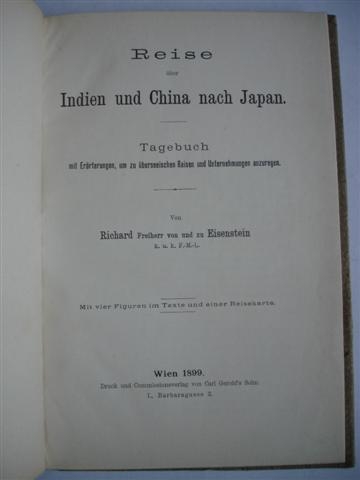 Reise
über
Indien und China nach Japan.
Tagebuch
mit Erörterungen, um zu überseeischen Reisen und Unternehmungen anzuregen.
Von
Richard Freiherr von und zu Eisenstein
k. u. k. F.-M.-L.
Mit vier Figuren im Texte und einer Reisekarte.
Wien 1899.
Druck und Commissionsverlag von Carl Gerold's Sohn
I., Barbaragasse 2.